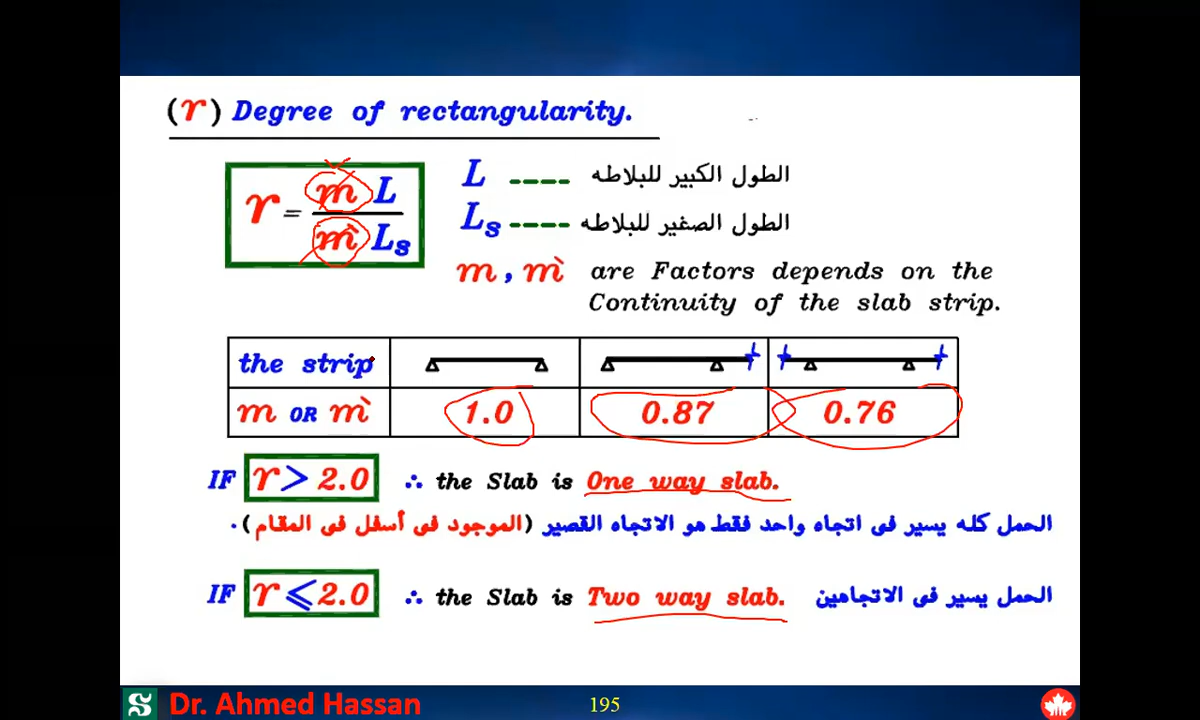 (r) Degree of rectangularity.
r = m L / m̀ Ls
L ---- الطول الكبير للبلاطه
Ls ---- الطول الصغير للبلاطه
m , m̀ are Factors depends on the
Continuity of the slab strip.
the strip
m OR m̀ 1.0 0.87 0.76
IF r > 2.0 ∴ the Slab is One way slab.
الحمل كله يسير فى اتجاه واحد فقط هو الاتجاه القصير (الموجود فى أسفل فى المقام).
IF r ⩽ 2.0 ∴ the Slab is Two way slab. الحمل يسير فى الاتجاهين
Dr. Ahmed Hassan 195